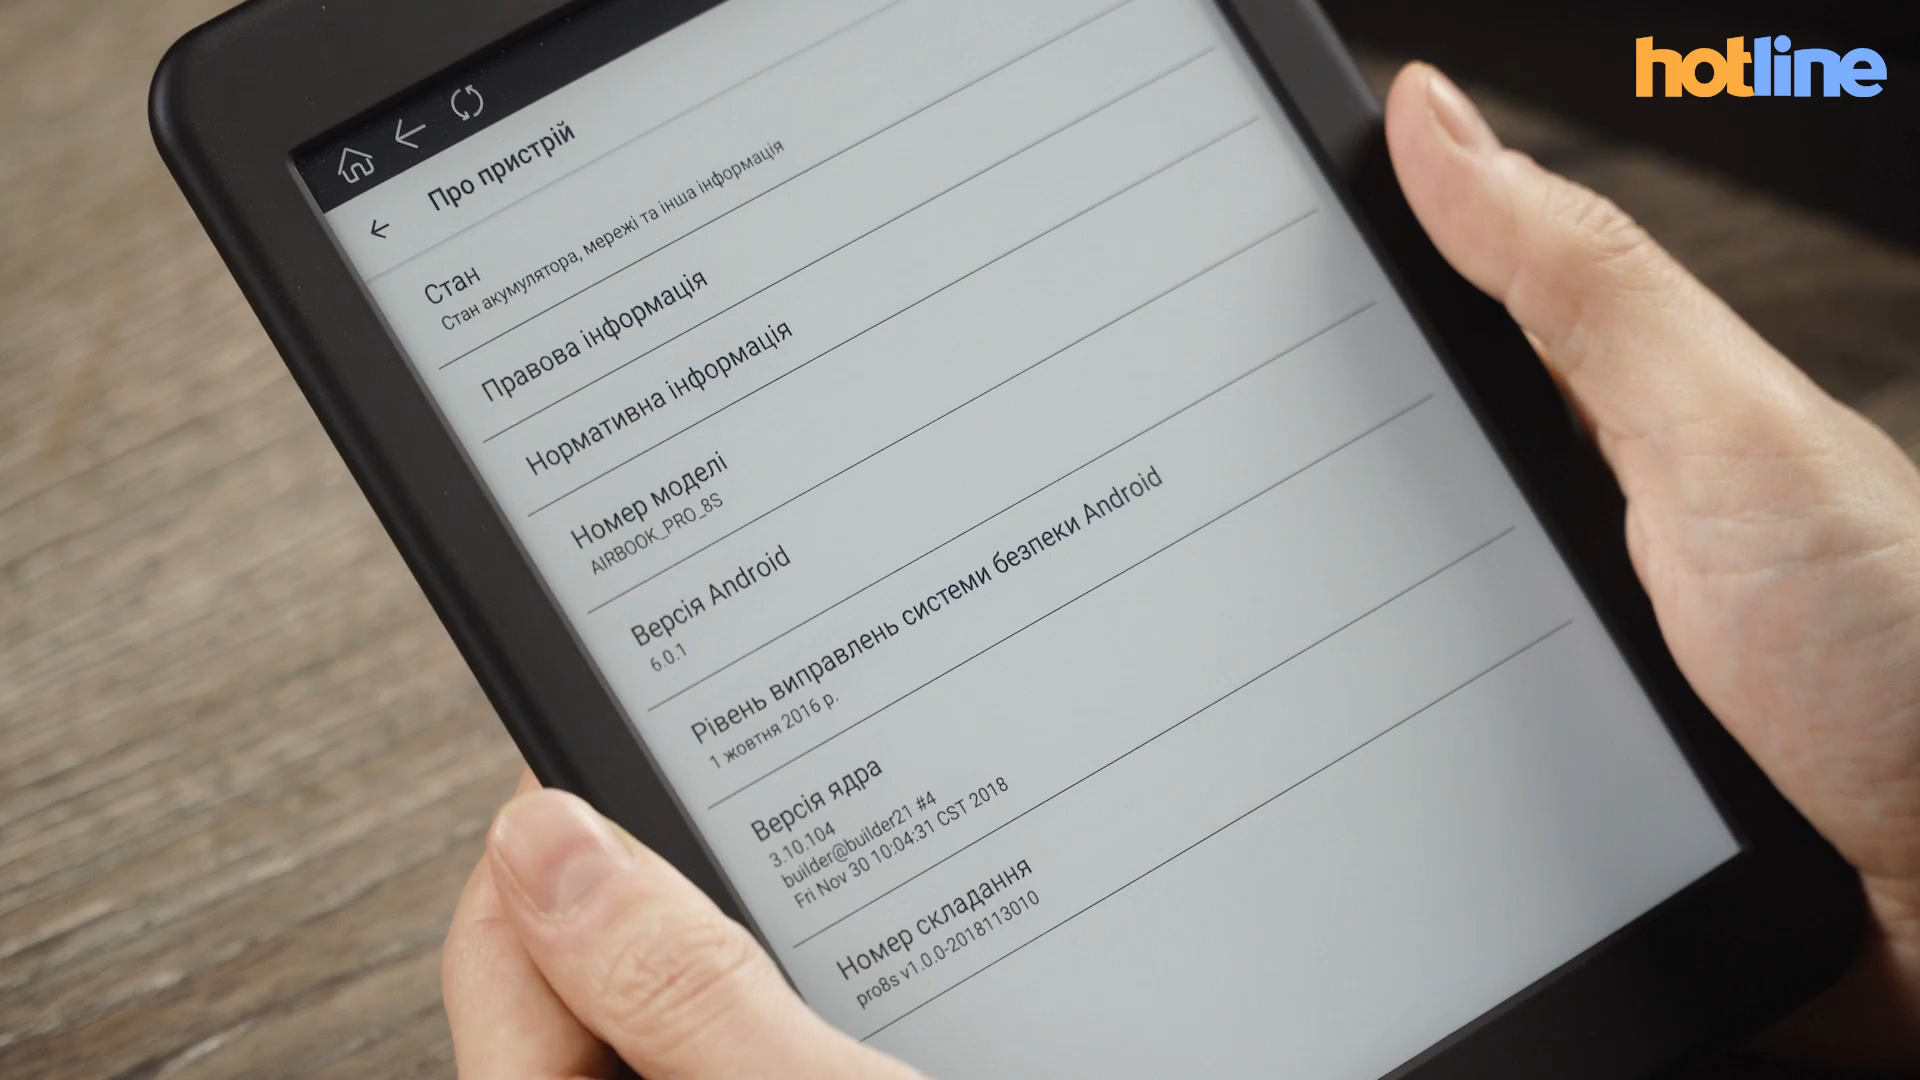 hotline
Про пристрій
Стан
Стан акумулятора, мережі та інша інформація
Правова інформація
Нормативна інформація
Номер моделі
AIRBOOK_PRO_8S
Версія Android
6.0.1
Рівень виправлень системи безпеки Android
1 жовтня 2016 р.
Версія ядра
3.10.104
builder@builder21 #4
Fri Nov 30 10:04:31 CST 2018
Номер складання
pro8s v1.0.0-2018113010